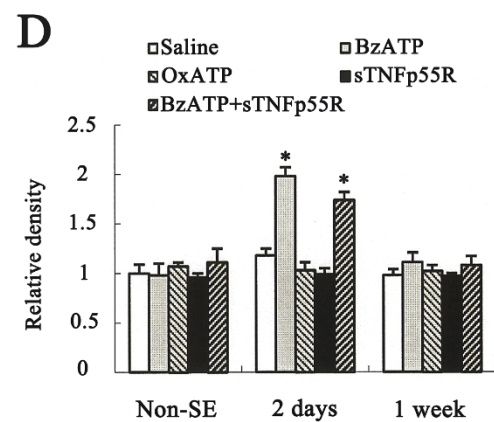 D
Saline BzATP
OxATP sTNFp55R
BzATP+sTNFp55R
2.5
2
1.5
1
0.5
0
Relative density
* *
Non-SE 2 days 1 week